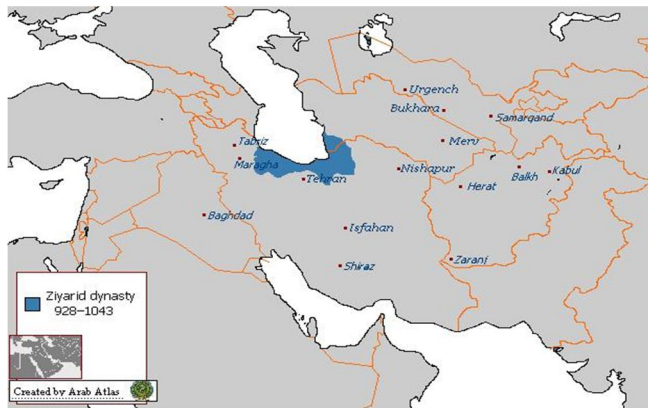 Urgench
Bukhara
Samarqand
Tabriz
Maragha
Merv
Tehran
Nishapur
Balkh
Kabul
Herat
Baghdad
Isfahan
Shiraz
Zaranj
Ziyarid dynasty
928-1043
Created by Arab Atlas